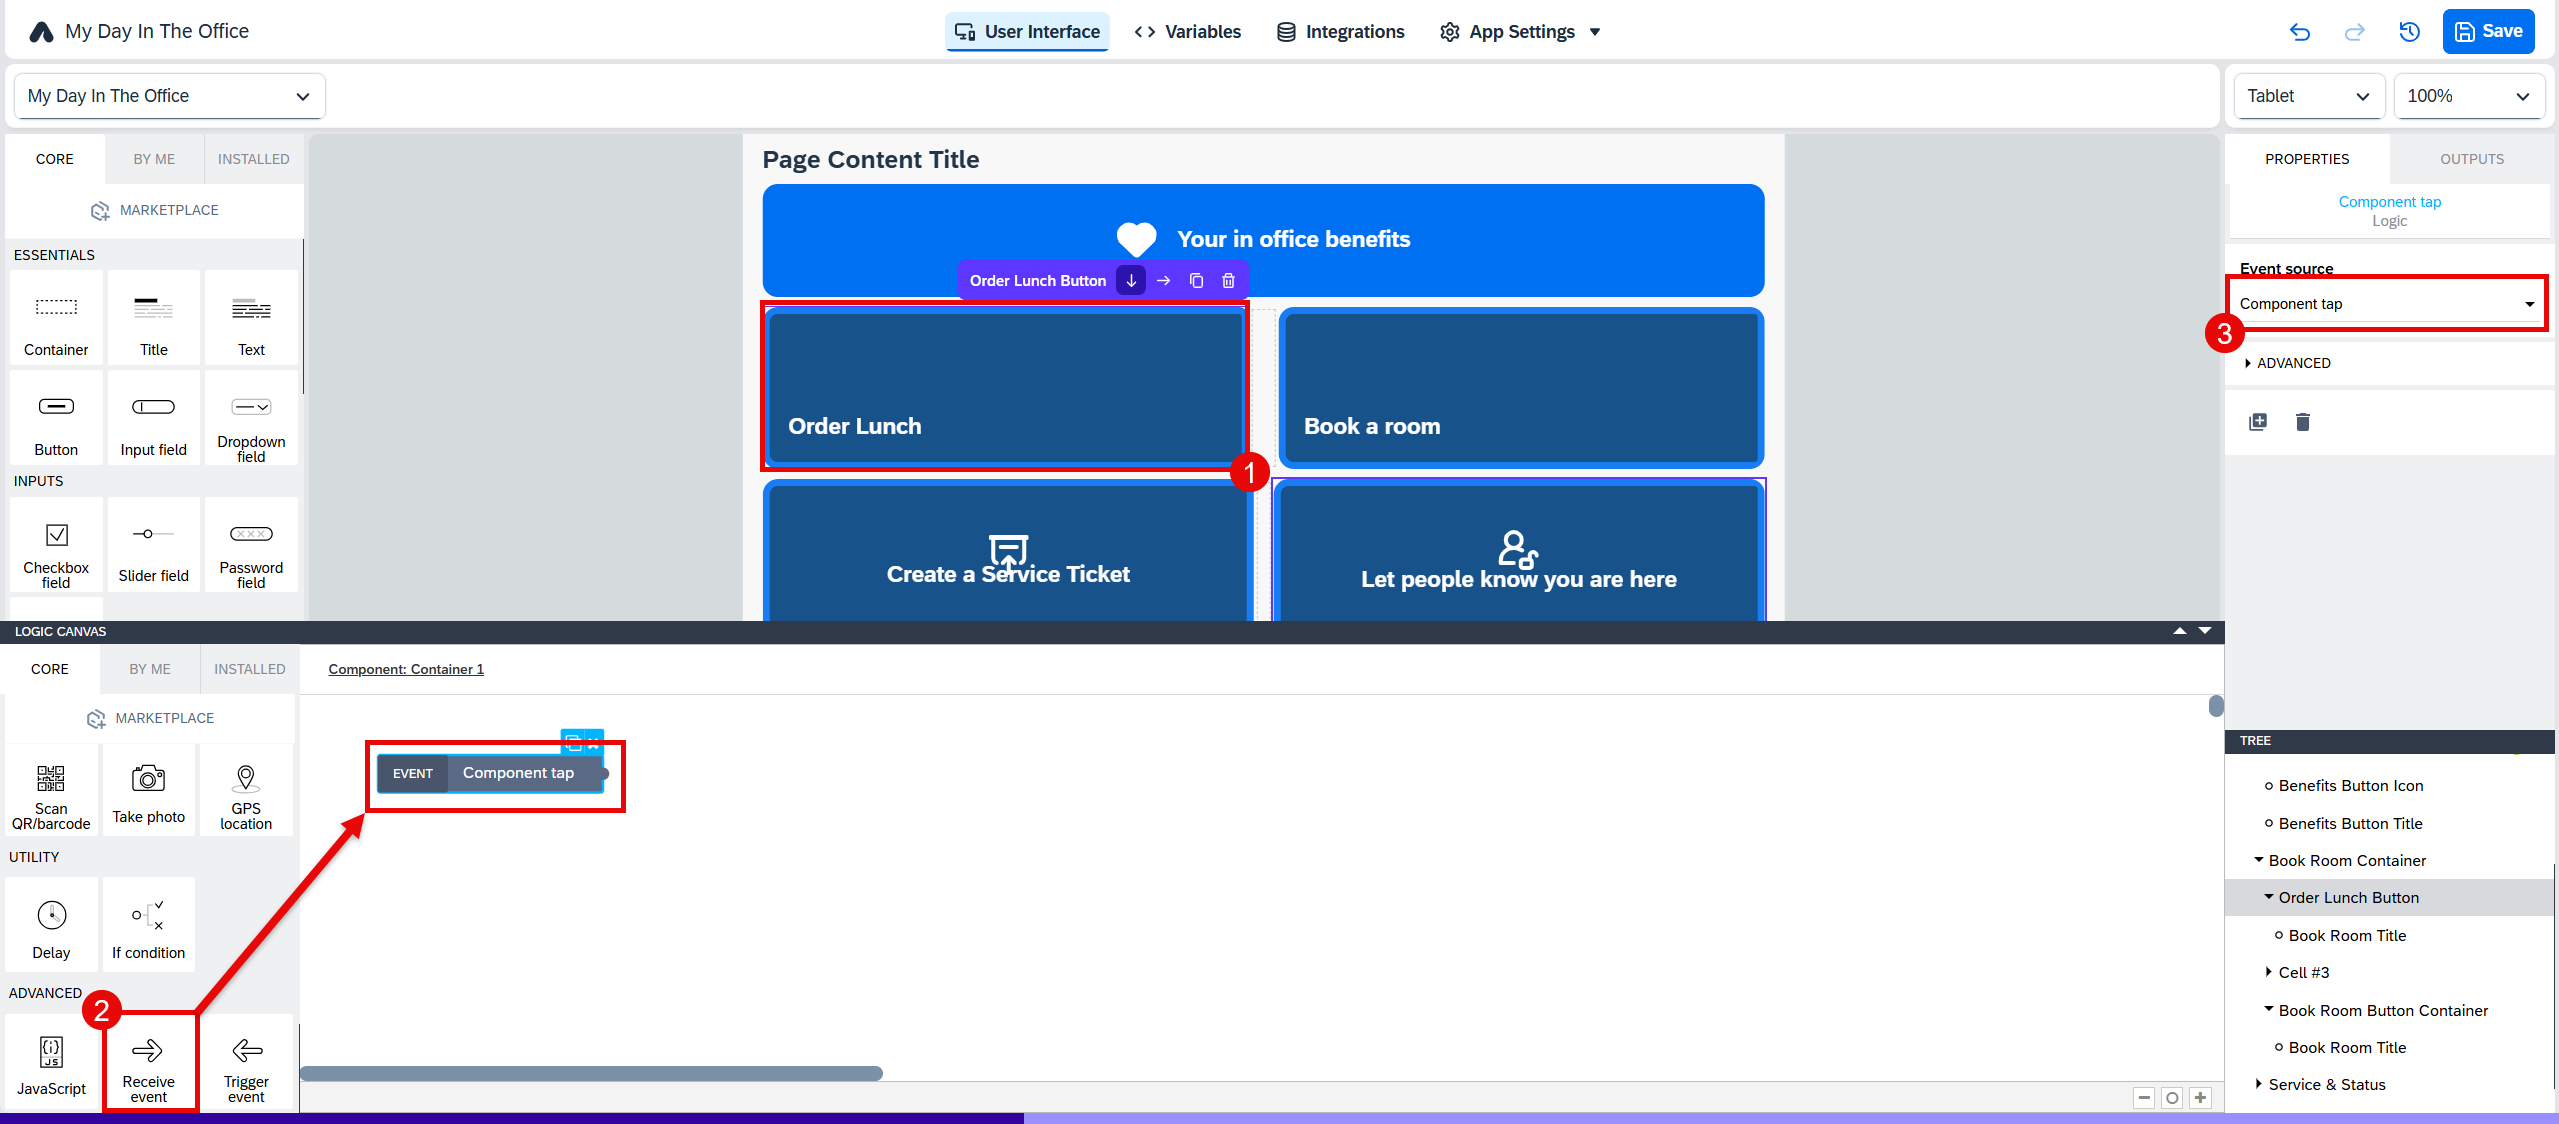 My Day In The Office
User Interface
Variables
Integrations
App Settings
Save
My Day In The Office
Tablet
100%
CORE
BY ME
INSTALLED
MARKETPLACE
ESSENTIALS
Container
Title
Text
Button
Input field
Dropdown
field
INPUTS
Checkbox
field
Slider field
Password
field
Page Content Title
Your in office benefits
Order Lunch Button
Order Lunch
Book a room
1
Create a Service Ticket
Let people know you are here
PROPERTIES
OUTPUTS
Component tap
Logic
Event source
Component tap
3
ADVANCED
LOGIC CANVAS
CORE
BY ME
INSTALLED
MARKETPLACE
Scan
QR/barcode
Take photo
GPS
location
UTILITY
Delay
If condition
ADVANCED
2
{i}
JS
JavaScript
Receive
event
Trigger
event
Component: Container 1
EVENT
Component tap
TREE
Benefits Button Icon
Benefits Button Title
Book Room Container
Order Lunch Button
Book Room Title
Cell #3
Book Room Button Container
Book Room Title
Service & Status